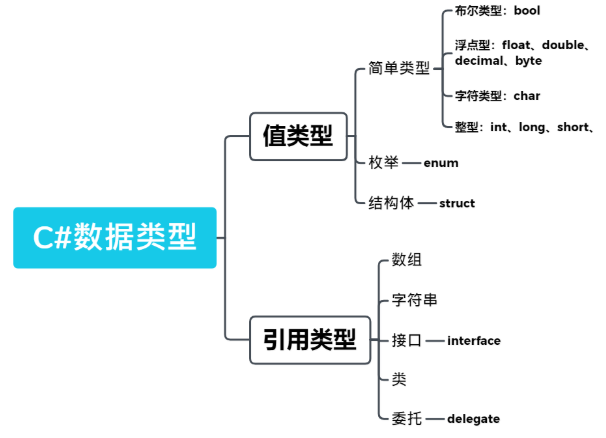 C#数据类型
值类型
简单类型
布尔类型：bool
浮点型：float、double、
decimal、byte
字符类型：char
整型：int、long、short、
枚举
enum
结构体
struct
引用类型
数组
字符串
接口
interface
类
委托
delegate